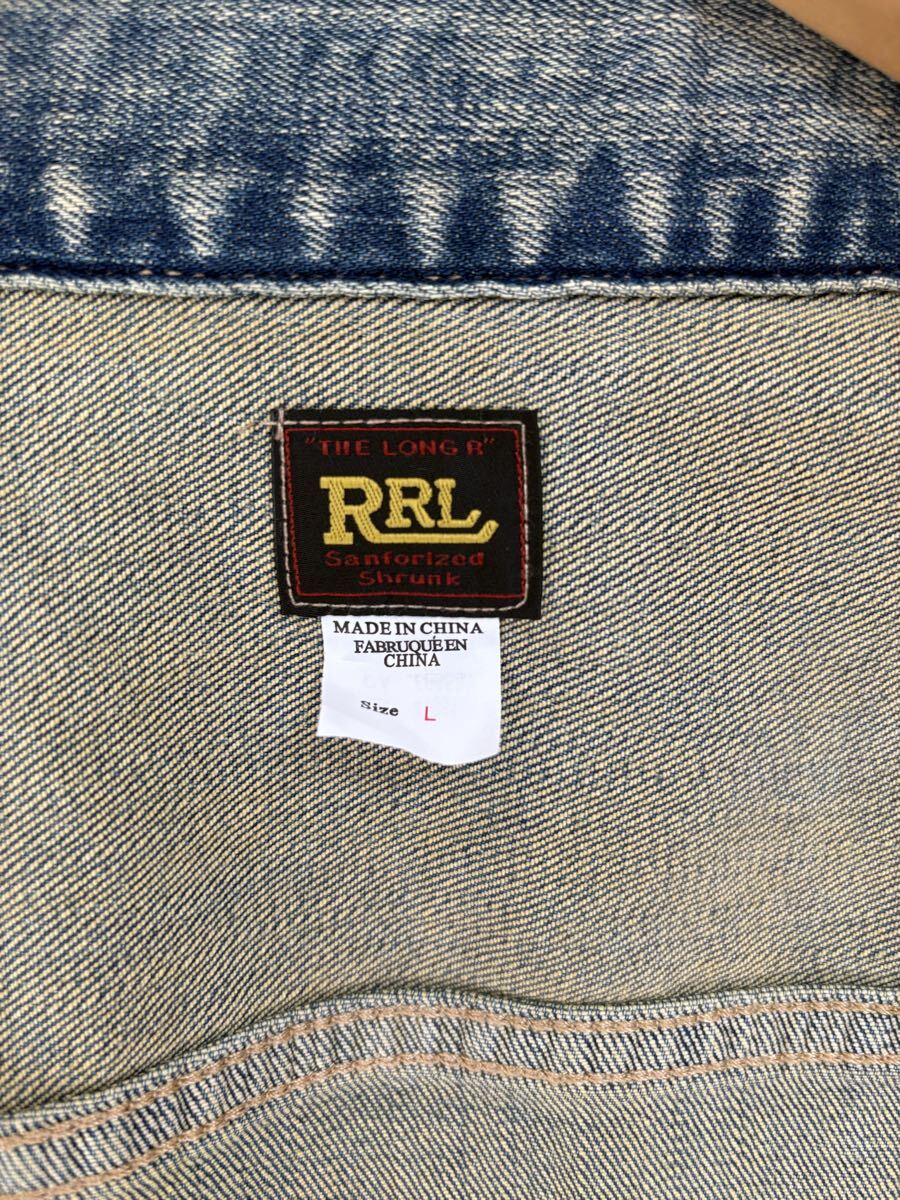 "THE LONG R"
RRL
Sanforized
Shrunk
MADE IN CHINA
FABRUQUÉ EN
CHINA
Size L